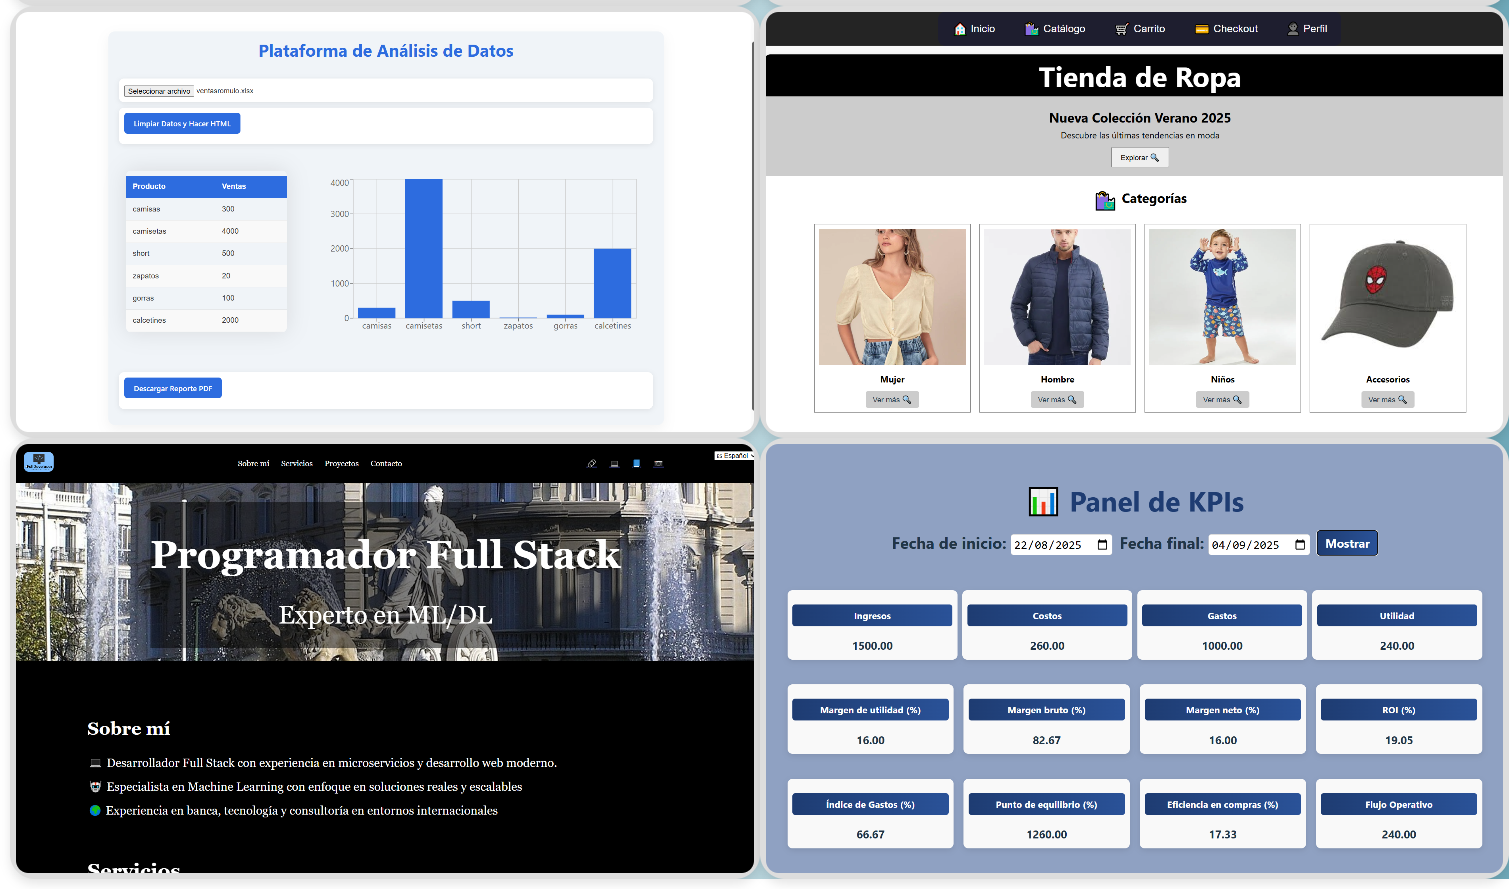 Plataforma de Análisis de Datos
Seleccionar archivo ventasromulo.xlsx
Limpiar Datos y Hacer HTML
Producto Ventas
camisas 300
camisetas 4000
short 500
zapatos 20
gorras 100
calcetines 2000
4000
3000
2000
1000
0
camisas camisetas short zapatos gorras calcetines
Descargar Reporte PDF
Inicio Catálogo Carrito Checkout Perfil
Tienda de Ropa
Nueva Colección Verano 2025
Descubre las últimas tendencias en moda
Explorar
Categorías
Mujer Hombre Niños Accesorios
Ver más Ver más Ver más Ver más
Sobre mí Servicios Proyectos Contacto
Español
Programador Full Stack
Experto en ML/DL
Sobre mí
Desarrollador Full Stack con experiencia en microservicios y desarrollo web moderno.
Especialista en Machine Learning con enfoque en soluciones reales y escalables
Experiencia en banca, tecnología y consultoría en entornos internacionales
Servicios
Panel de KPIs
Fecha de inicio: 22/08/2025 Fecha final: 04/09/2025 Mostrar
Ingresos Costos Gastos Utilidad
1500.00 260.00 1000.00 240.00
Margen de utilidad (%) Margen bruto (%) Margen neto (%) ROI (%)
16.00 82.67 16.00 19.05
Índice de Gastos (%) Punto de equilibrio (%) Eficiencia en compras (%) Flujo Operativo
66.67 1260.00 17.33 240.00